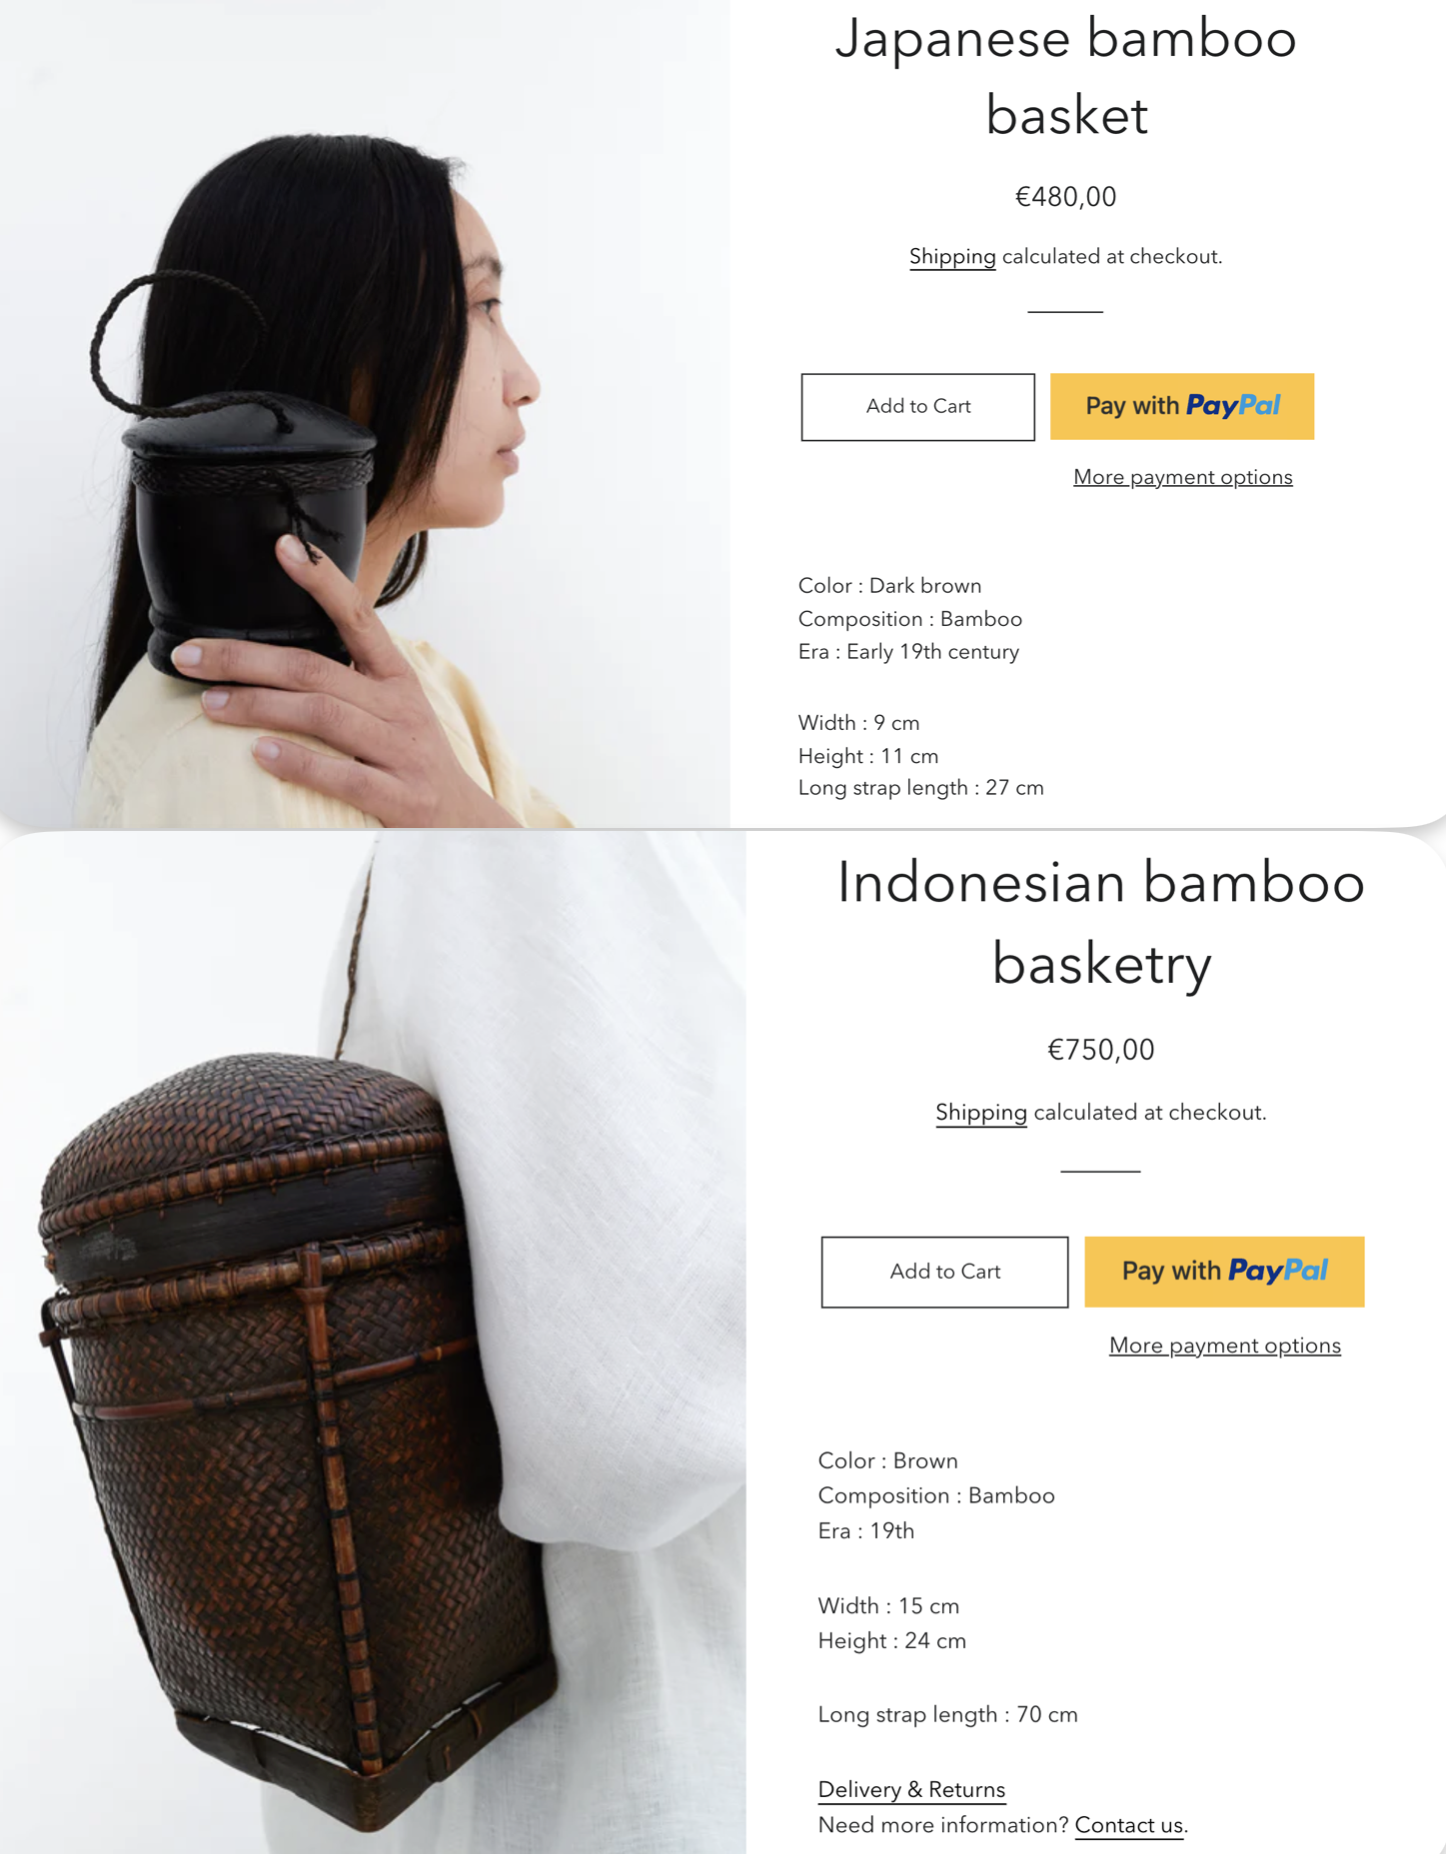 Japanese bamboo
basket
€480,00
Shipping calculated at checkout.
Add to Cart
Pay with PayPal
More payment options
Color : Dark brown
Composition : Bamboo
Era : Early 19th century
Width : 9 cm
Height : 11 cm
Long strap length : 27 cm
Indonesian bamboo
basketry
€750,00
Shipping calculated at checkout.
Add to Cart
Pay with PayPal
More payment options
Color : Brown
Composition : Bamboo
Era : 19th
Width : 15 cm
Height : 24 cm
Long strap length : 70 cm
Delivery & Returns
Need more information? Contact us.